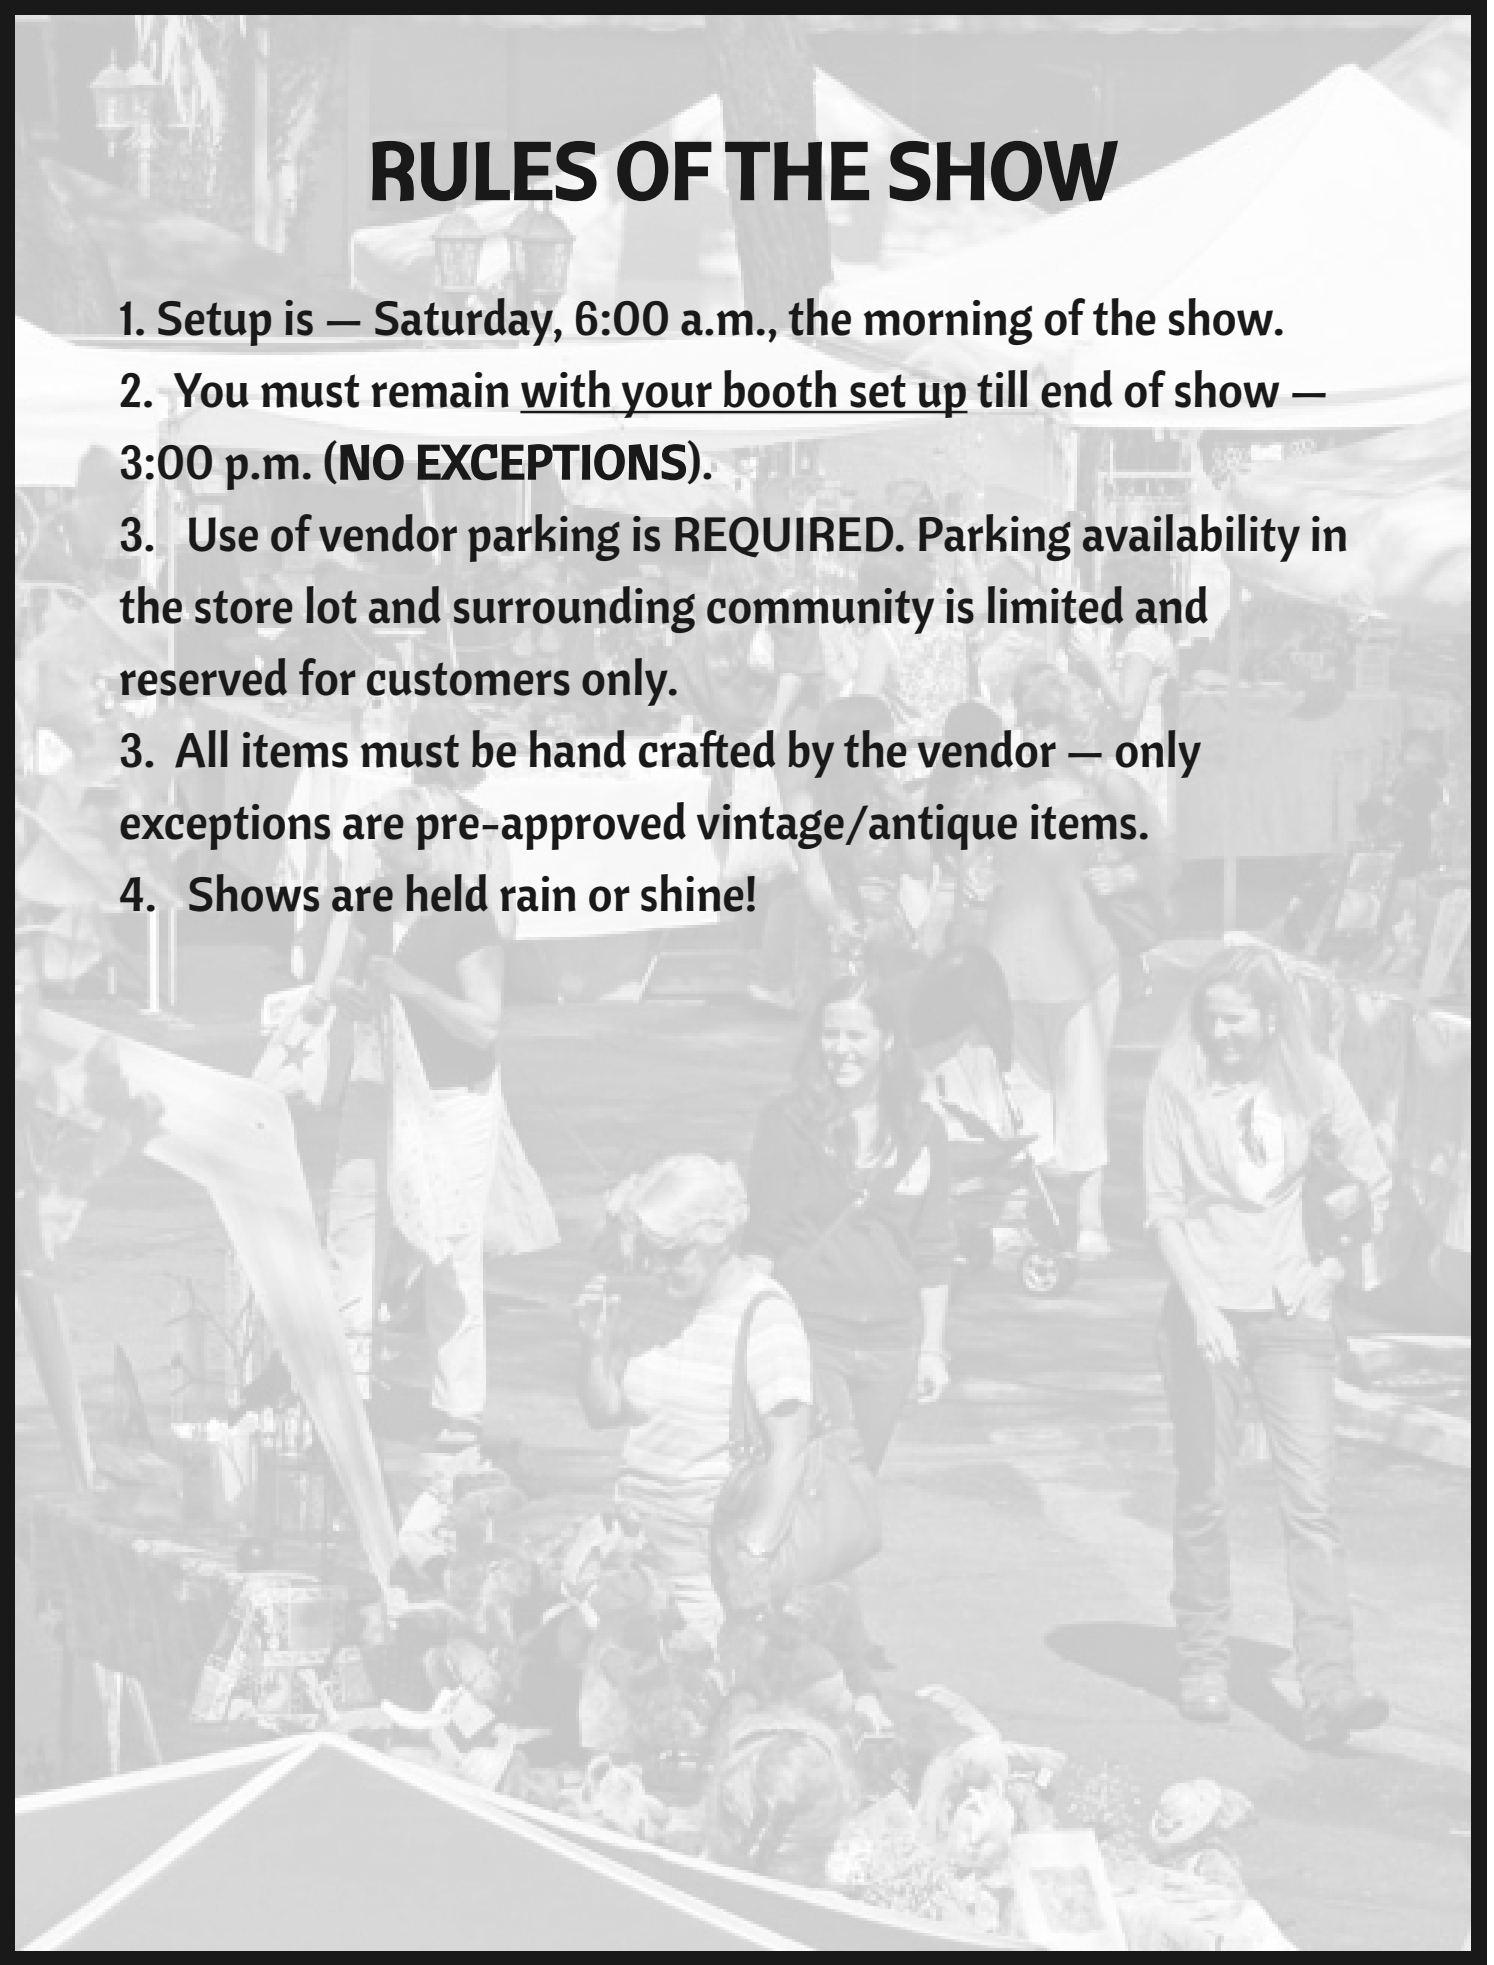 RULES OF THE SHOW
1. Setup is — Saturday, 6:00 a.m., the morning of the show.
2. You must remain with your booth set up till end of show —
3:00 p.m. (NO EXCEPTIONS).
3. Use of vendor parking is REQUIRED. Parking availability in
the store lot and surrounding community is limited and
reserved for customers only.
3. All items must be hand crafted by the vendor — only
exceptions are pre-approved vintage/antique items.
4. Shows are held rain or shine!